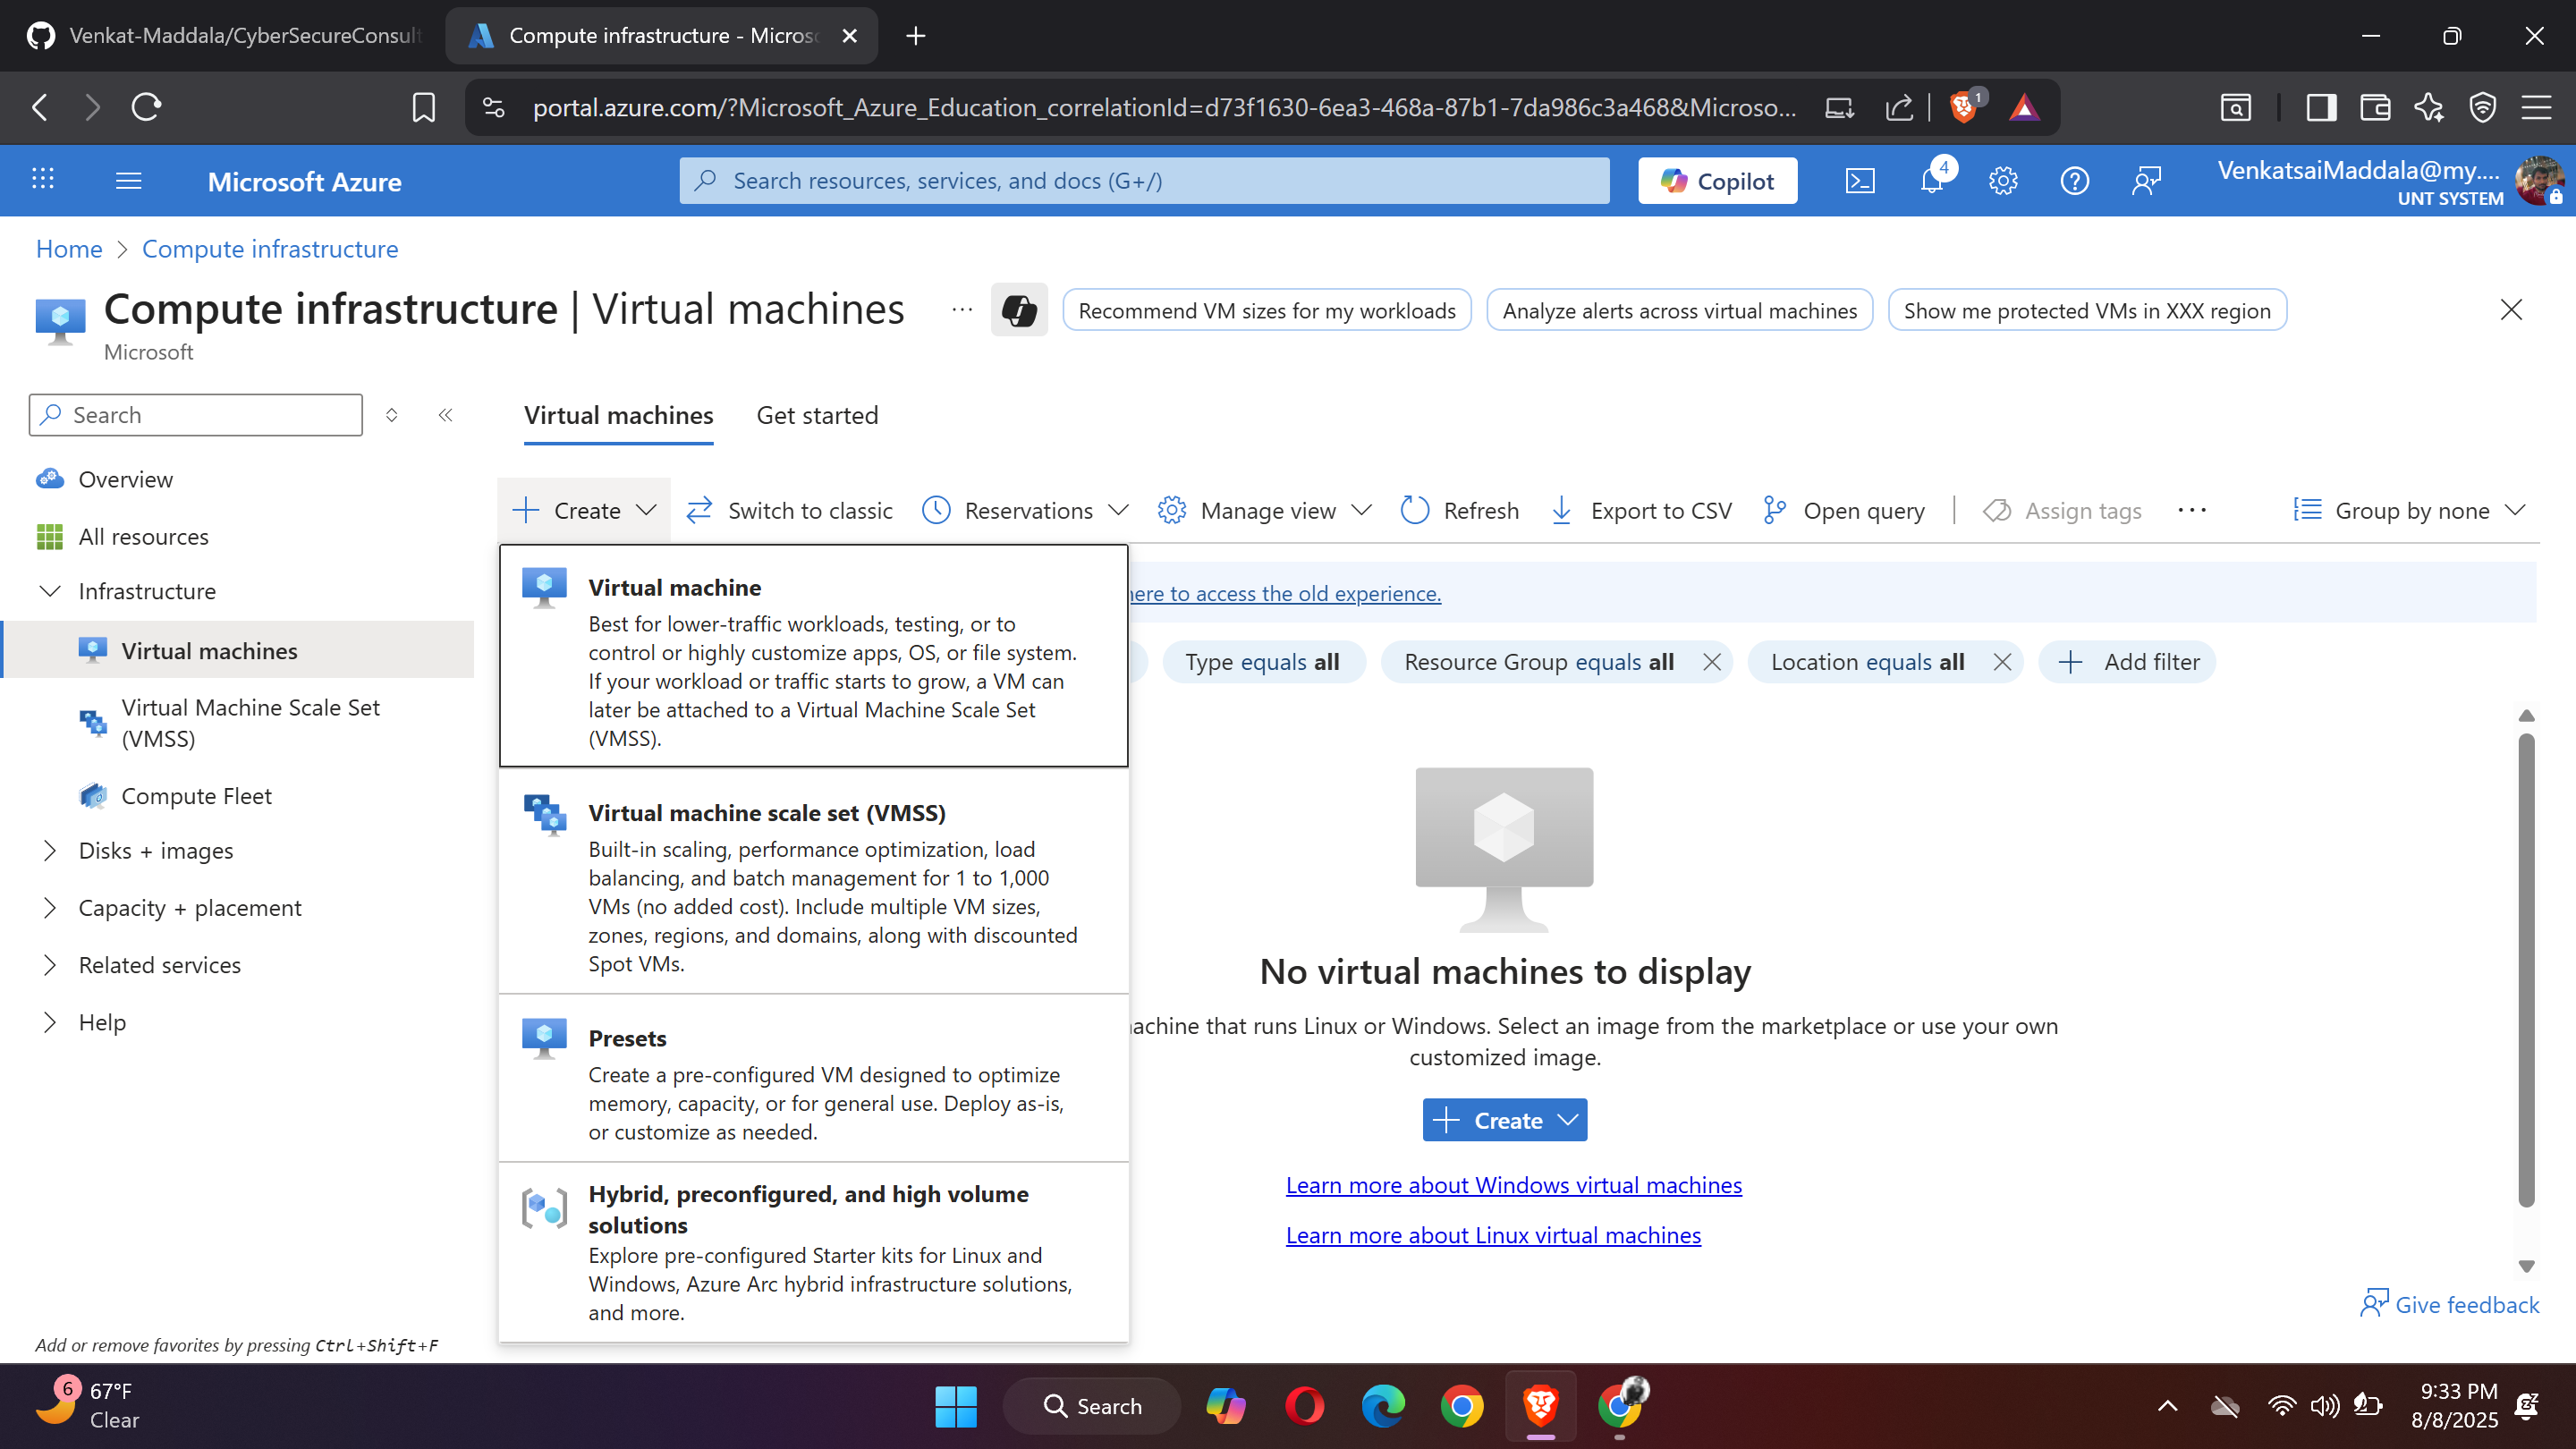 Venkat-Maddala/CyberSecureConsult
Compute infrastructure - Micros
portal.azure.com/?Microsoft_Azure_Education_correlationId=d73f1630-6ea3-468a-87b1-7da986c3a468&Microso...
1
Microsoft Azure
Search resources, services, and docs (G+/)
Copilot
4
VenkatsaiMaddala@my....
UNT SYSTEM
Home
Compute infrastructure
Compute infrastructure | Virtual machines
...
Recommend VM sizes for my workloads
Analyze alerts across virtual machines
Show me protected VMs in XXX region
Microsoft
Search
Virtual machines
Get started
Overview
All resources
Infrastructure
Virtual machines
Virtual Machine Scale Set
(VMSS)
Compute Fleet
Disks + images
Capacity + placement
Related services
Help
Add or remove favorites by pressing Ctrl+Shift+F
Create
Switch to classic
Reservations
Manage view
Refresh
Export to CSV
Open query
Assign tags
...
Group by none
Virtual machine
Best for lower-traffic workloads, testing, or to
control or highly customize apps, OS, or file system.
If your workload or traffic starts to grow, a VM can
later be attached to a Virtual Machine Scale Set
(VMSS).
Virtual machine scale set (VMSS)
Built-in scaling, performance optimization, load
balancing, and batch management for 1 to 1,000
VMs (no added cost). Include multiple VM sizes,
zones, regions, and domains, along with discounted
Spot VMs.
Presets
Create a pre-configured VM designed to optimize
memory, capacity, or for general use. Deploy as-is,
or customize as needed.
Hybrid, preconfigured, and high volume
solutions
Explore pre-configured Starter kits for Linux and
Windows, Azure Arc hybrid infrastructure solutions,
and more.
here to access the old experience.
Type equals all
Resource Group equals all
Location equals all
Add filter
No virtual machines to display
machine that runs Linux or Windows. Select an image from the marketplace or use your own
customized image.
Create
Learn more about Windows virtual machines
Learn more about Linux virtual machines
Give feedback
6
67°F
Clear
Search
9:33 PM
8/8/2025